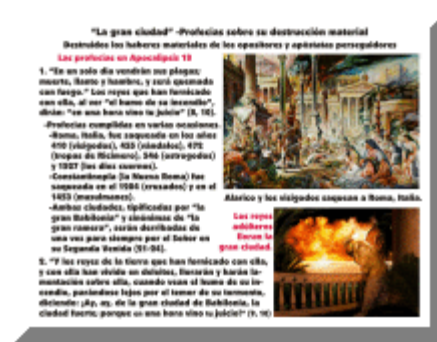 "La gran ciudad" -Profecías sobre su destrucción material
Destruidos los haberes materiales de los opositores y apóstatas perseguidores
Las profecías en Apocalipsis 18
1. "En un solo día vendrán sus plagas;
muerte, llanto y hambre, y será quemada
con fuego." Los reyes que han fornicado
con ella, al ver "el humo de su incendio",
dirán: "en una hora vino tu juicio" (8, 10).
-Profecías cumplidas en varias ocasiones.
-Roma, Italia, fue saqueada en los años
410 (visigodos), 455 (vándalos), 472
(tropas de Ricimero), 546 (ostrogodos)
y 1527 (los diez cuernos).
-Constantinopla (la Nueva Roma) fue
saqueada en el 1204 (cruzados) y en el
1453 (musulmanes).
-Ambas ciudades, tipificadas por "la
gran Babilonia" y sinónimas de "la
gran ramera", serán derribadas de
una vez para siempre por el Señor en
su Segunda Venida (21-24).
Alarico y los visigodos saquean a Roma, Italia.
Los reyes
adúlteros
lloran la
gran ciudad.
2. "Y los reyes de la tierra que han fornicado con ella,
y con ella han vivido en deleites, llorarán y harán la-
mentación sobre ella, cuando vean el humo de su in-
cendio, parándose lejos por el temor de su tormento,
diciendo: ¡Ay, ay, de la gran ciudad de Babilonia, la
ciudad fuerte, porque en una hora vino tu juicio!" (9, 10)